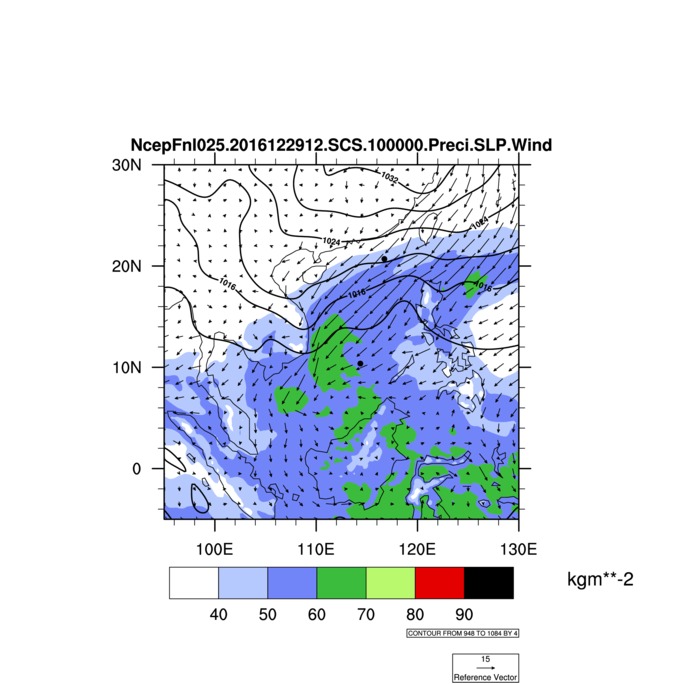 NcepFnl025.2016122912.SCS.100000.Preci.SLP.Wind
30N
1032
1024
1024
20N
1016
1016
1016
10N
0
100E 110E 120E 130E
kgm**-2
40 50 60 70 80 90
CONTOUR FROM 948 TO 1084 BY 4
15
Reference Vector